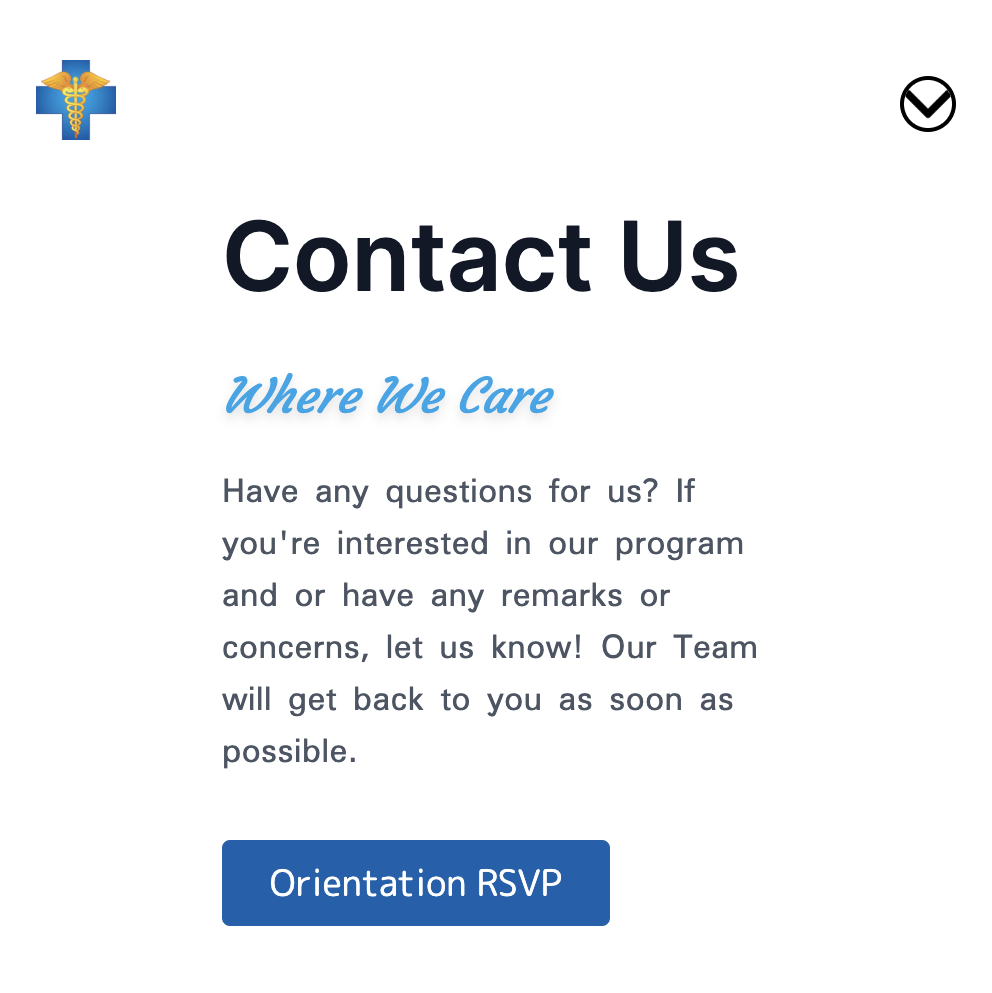 Contact Us
Where We Care
Have any questions for us? If
you're interested in our program
and or have any remarks or
concerns, let us know! Our Team
will get back to you as soon as
possible.
Orientation RSVP